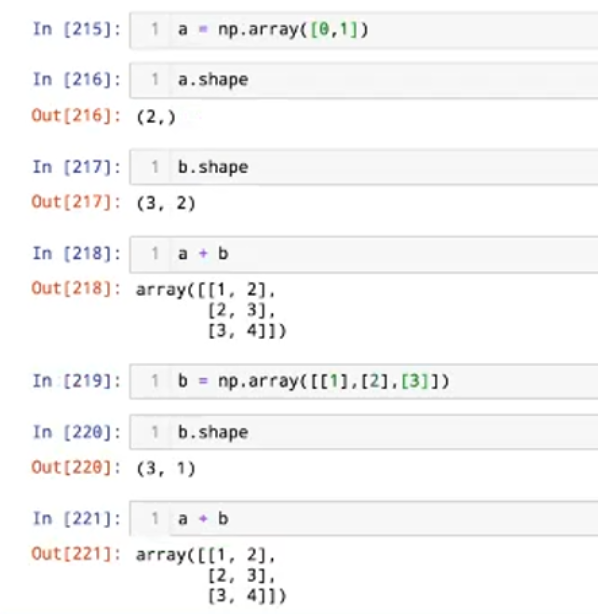 In [215]: 1 a = np.array([0,1])
In [216]: 1 a.shape
Out[216]: (2,)
In [217]: 1 b.shape
Out[217]: (3, 2)
In [218]: 1 a + b
Out[218]: array([[1, 2],
[2, 3],
[3, 4]])
In [219]: 1 b = np.array([[1],[2],[3]])
In [220]: 1 b.shape
Out[220]: (3, 1)
In [221]: 1 a + b
Out[221]: array([[1, 2],
[2, 3],
[3, 4]])